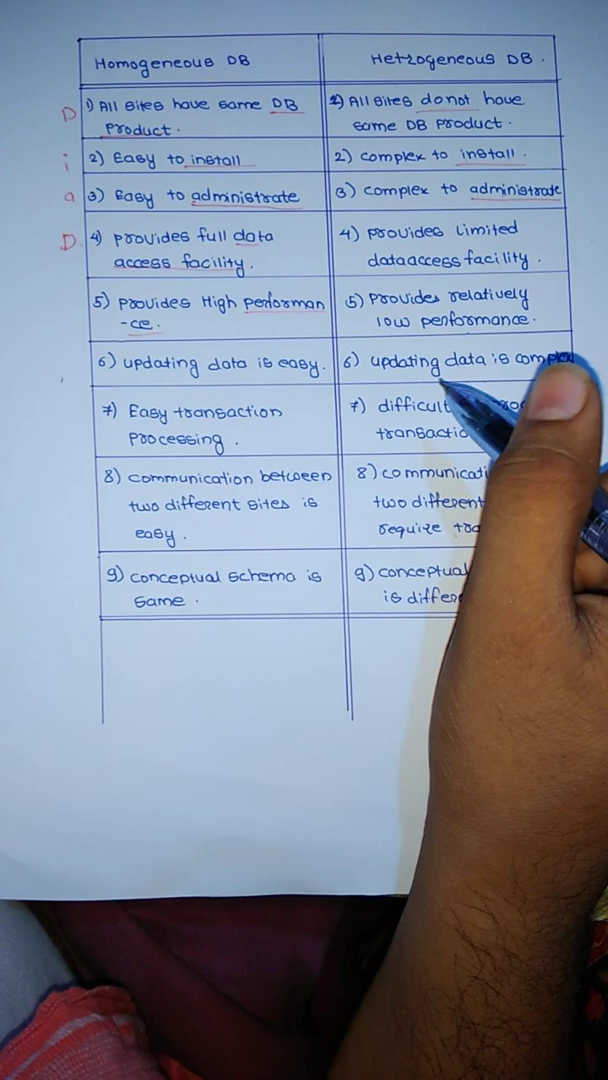 Homogeneous DB
Hetrogeneous DB.
D
1) All sites have same DB
product.
1) All sites donot have
same DB product.
i
2) Easy to install
2) complex to install.
a
3) Easy to administrate
3) complex to administrate
D.
4) provides full data
access facility.
4) provides limited
data access facility.
5) provides High performan
-ce.
5) provides relatively
low performance.
6) updating data is easy.
6) updating data is
7) Easy transaction
processing.
7) difficult
8) communication between
two different sites is
easy.
8)
two different
require
9) conceptual schema is
same.
9) conceptual
is